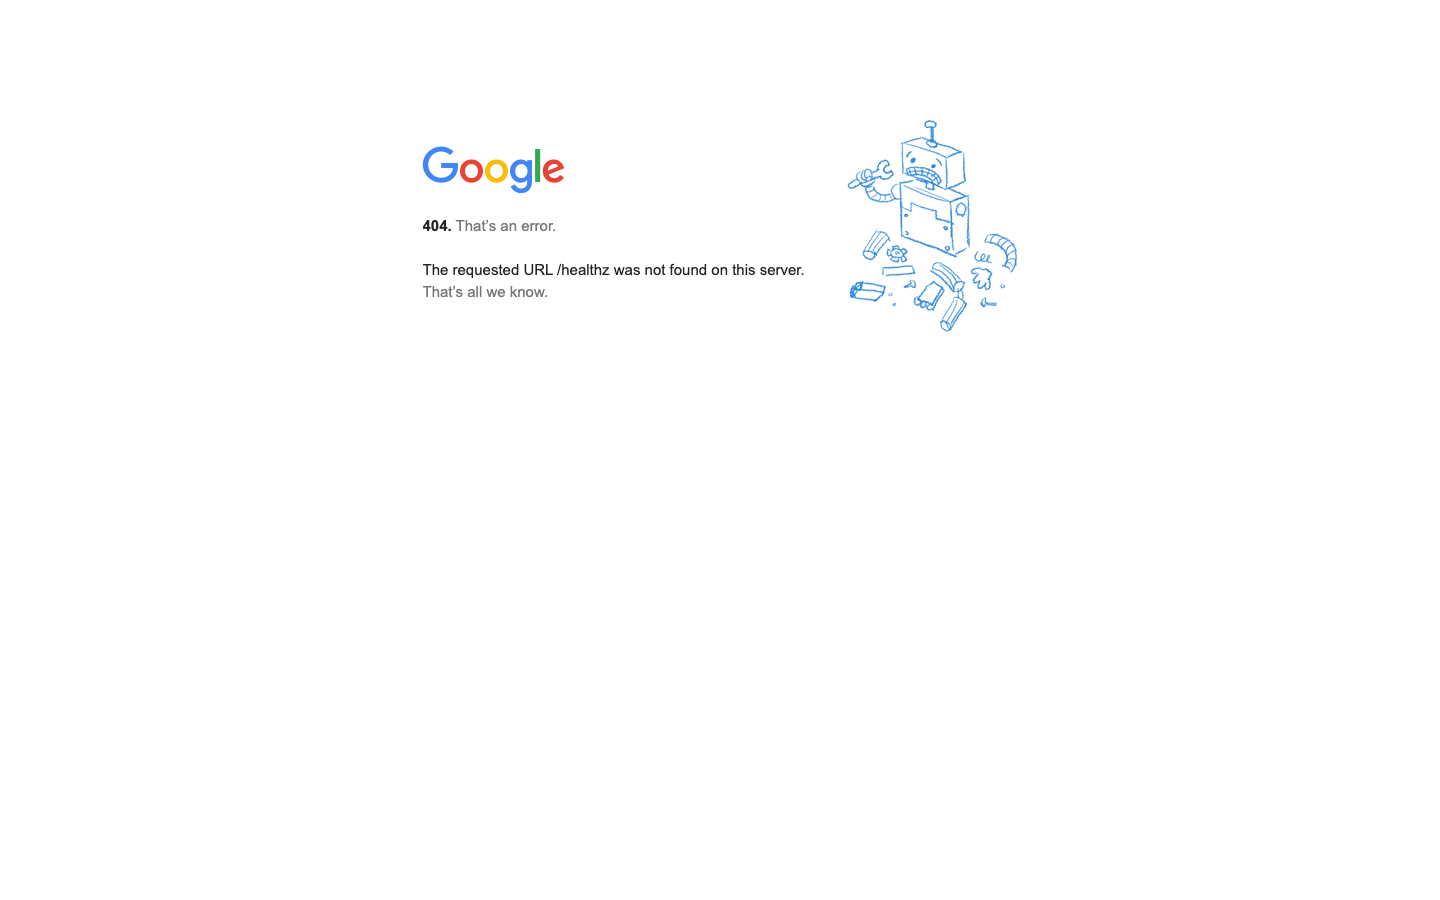 Google
404. That’s an error.
The requested URL /healthz was not found on this server.
That’s all we know.